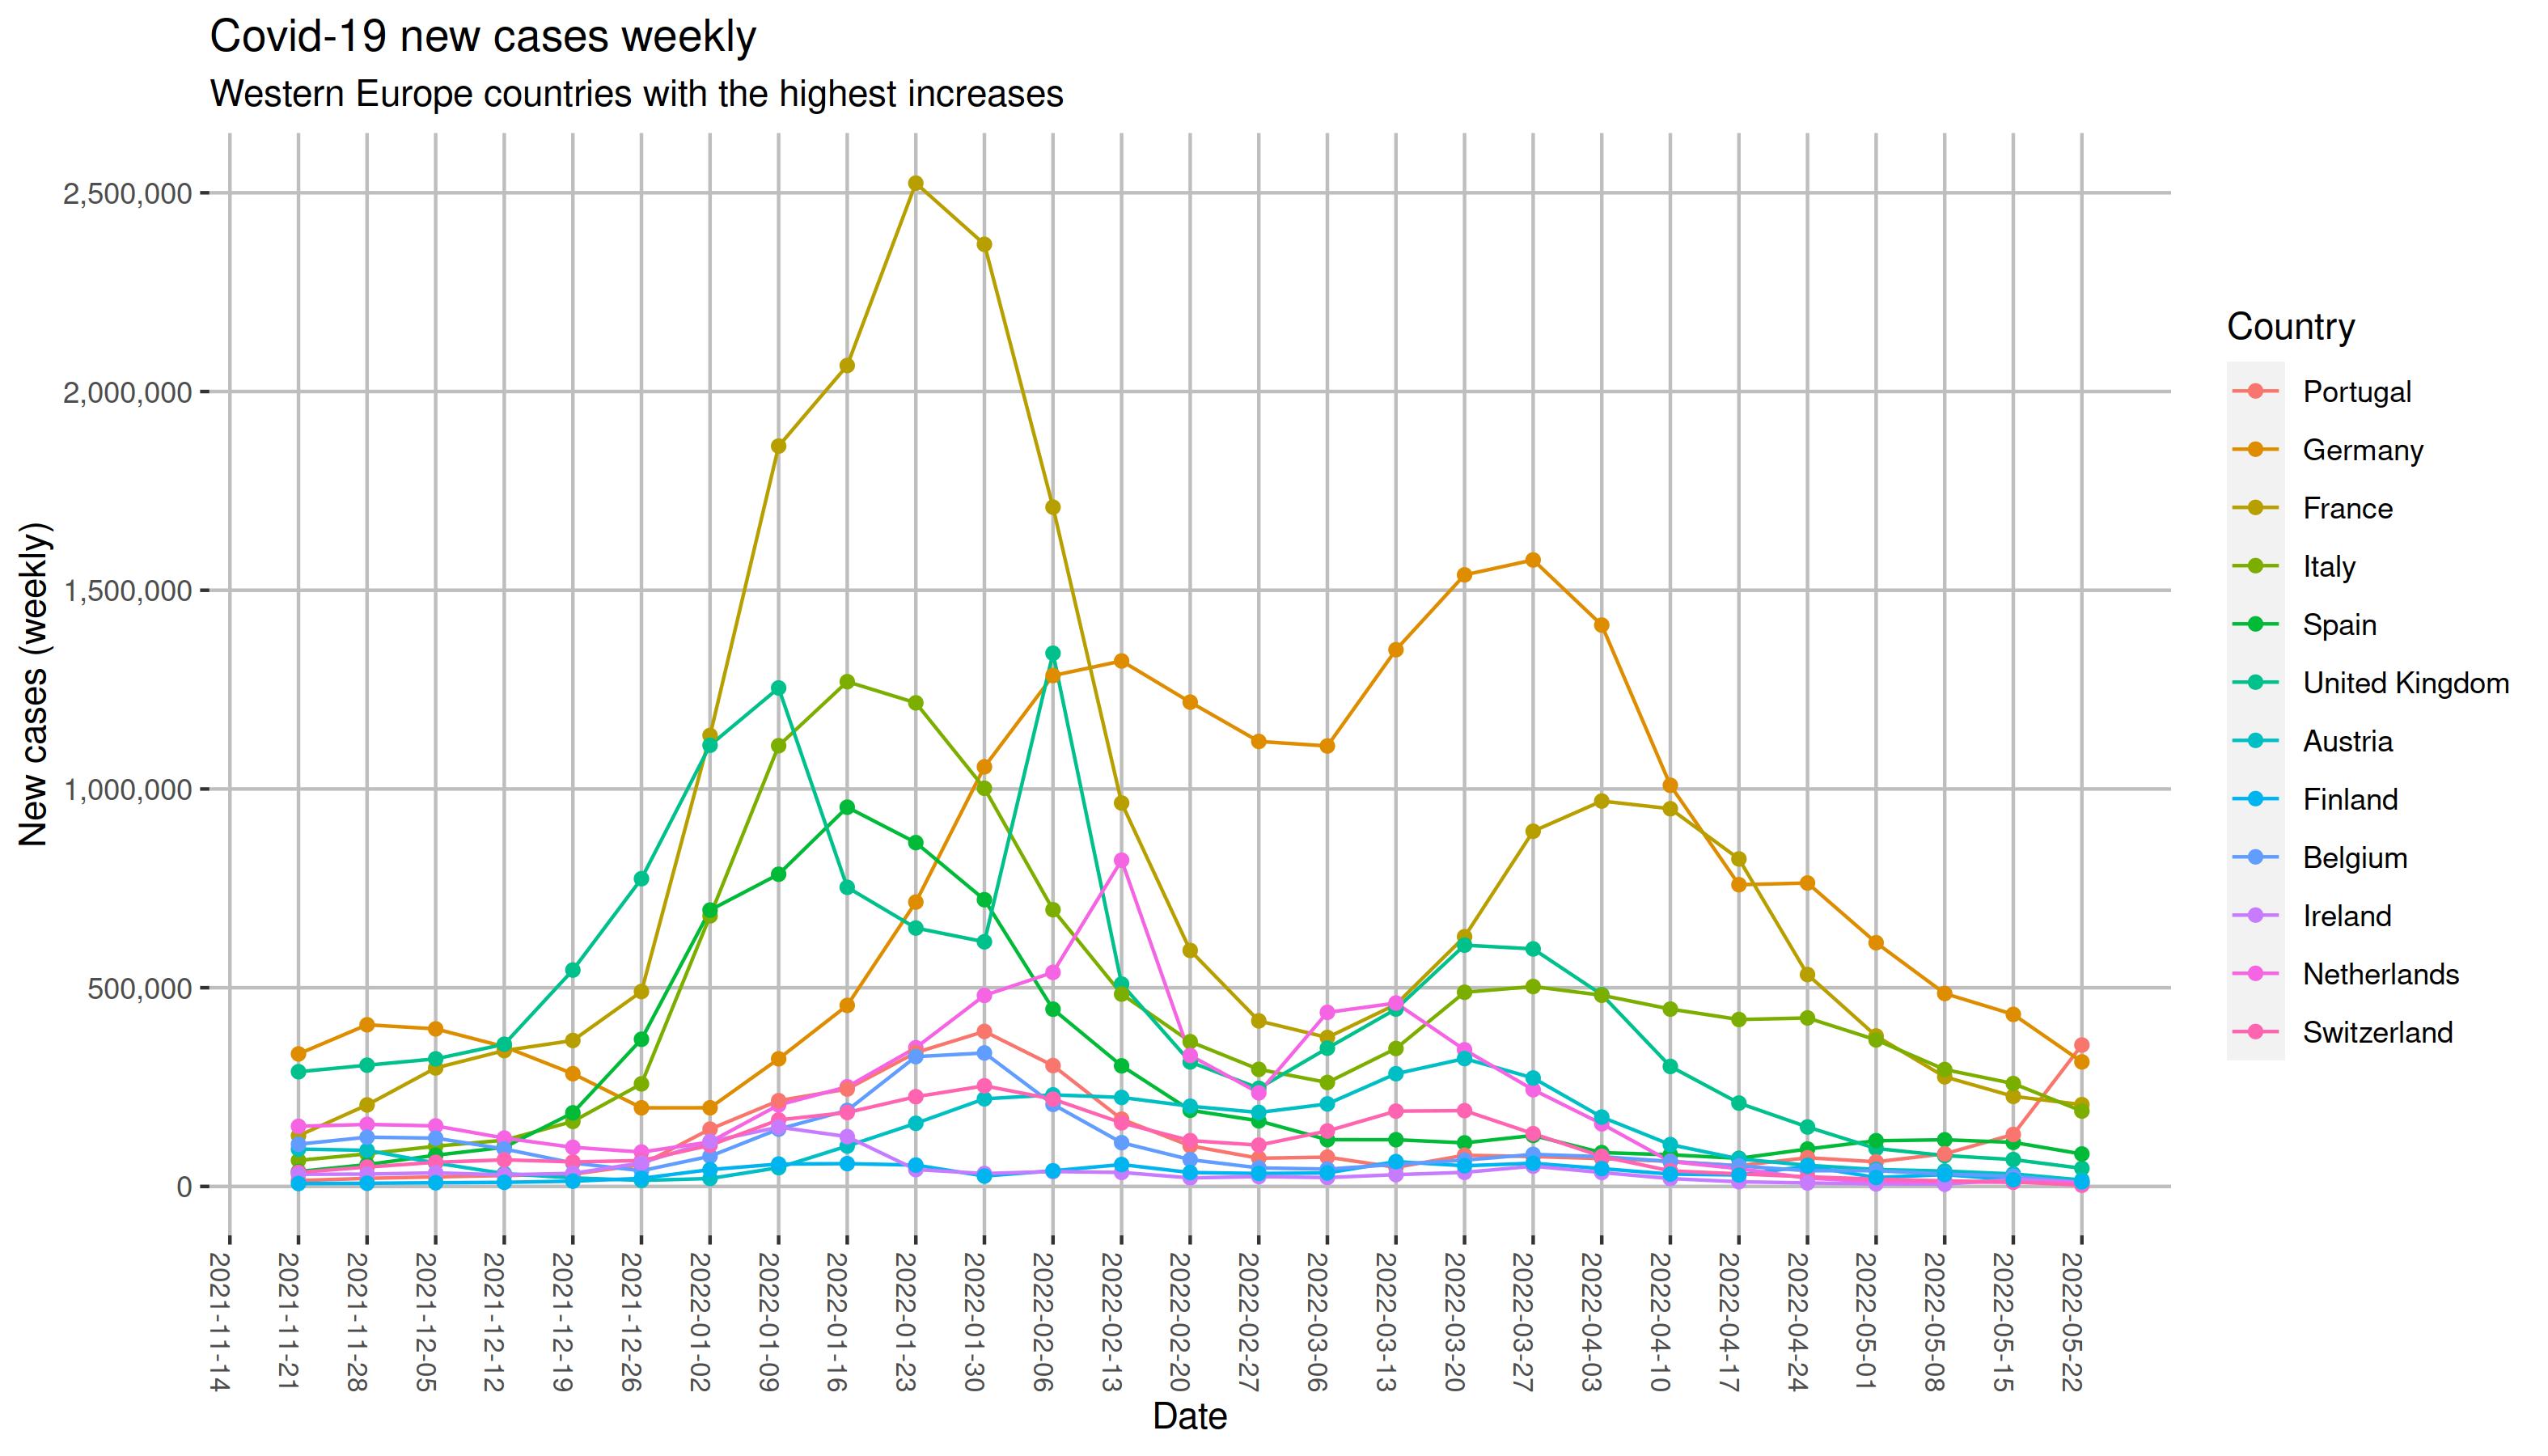 Covid-19 new cases weekly
Western Europe countries with the highest increases
New cases (weekly)
2,500,000
2,000,000
1,500,000
1,000,000
500,000
0
2021-11-14
2021-11-21
2021-11-28
2021-12-05
2021-12-12
2021-12-19
2021-12-26
2022-01-02
2022-01-09
2022-01-16
2022-01-23
2022-01-30
2022-02-06
2022-02-13
2022-02-20
2022-02-27
2022-03-06
2022-03-13
2022-03-20
2022-03-27
2022-04-03
2022-04-10
2022-04-17
2022-04-24
2022-05-01
2022-05-08
2022-05-15
2022-05-22
Date
Country
Portugal
Germany
France
Italy
Spain
United Kingdom
Austria
Finland
Belgium
Ireland
Netherlands
Switzerland